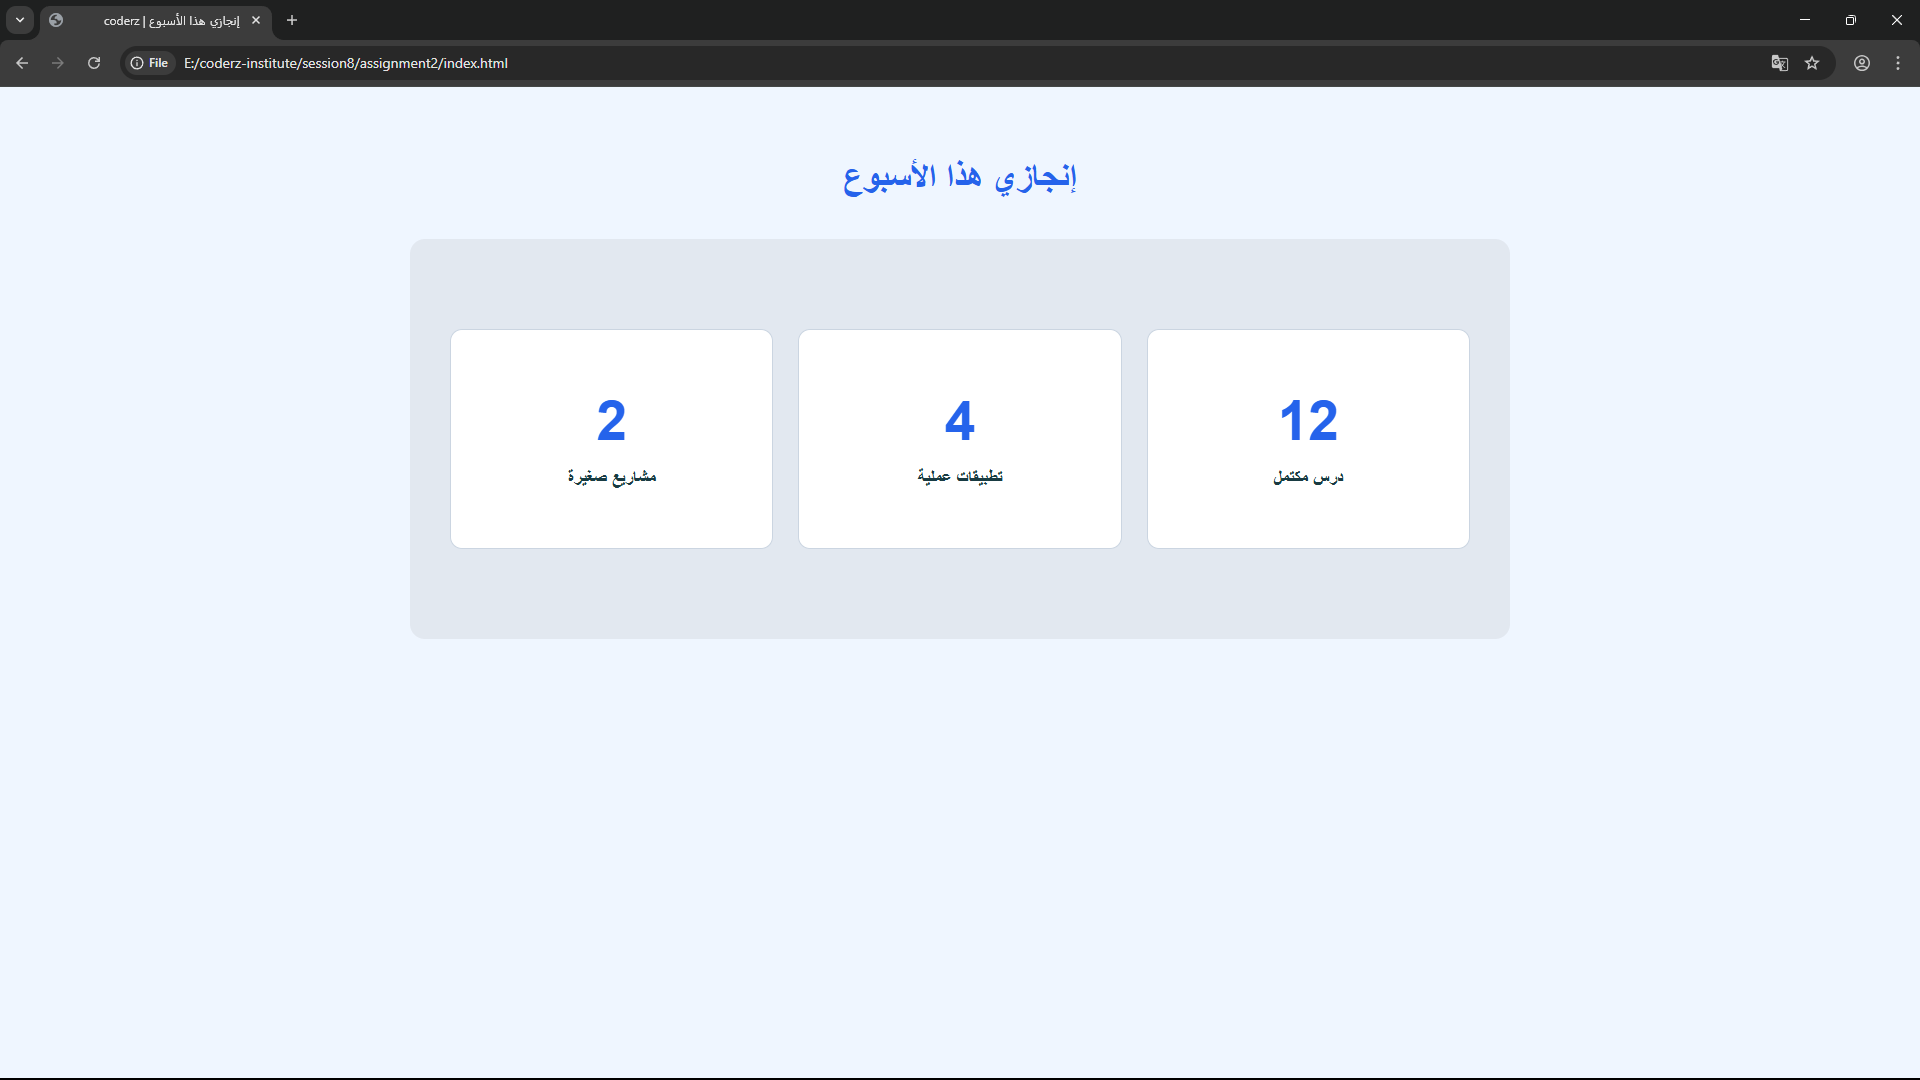 إنجازي هذا الأسبوع | coderz
File E:/coderz-institute/session8/assignment2/index.html
إنجازي هذا الأسبوع
12
درس مكتمل
4
تطبيقات عملية
2
مشاريع صغيرة